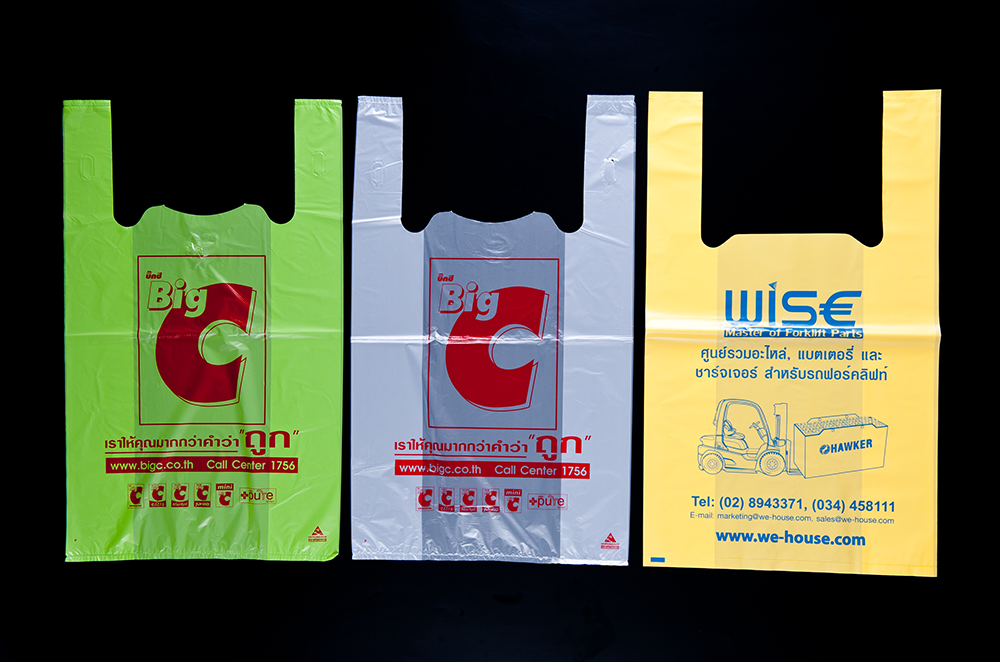 บิ๊กซี
Big
C
เราให้คุณมากกว่าคำว่า "ถูก"
www.bigc.co.th Call Center 1756
mini
+pure
บิ๊กซี
Big
C
เราให้คุณมากกว่าคำว่า "ถูก"
www.bigc.co.th Call Center 1756
mini
+pure
WiS€
Master of Forklift Parts
ศูนย์รวมอะไหล่, แบตเตอรี่ และ
ชาร์จเจอร์ สำหรับรถฟอร์คลิฟท์
HAWKER
Tel: (02) 8943371, (034) 458111
E-mail: marketing@we-house.com, sales@we-house.com
www.we-house.com